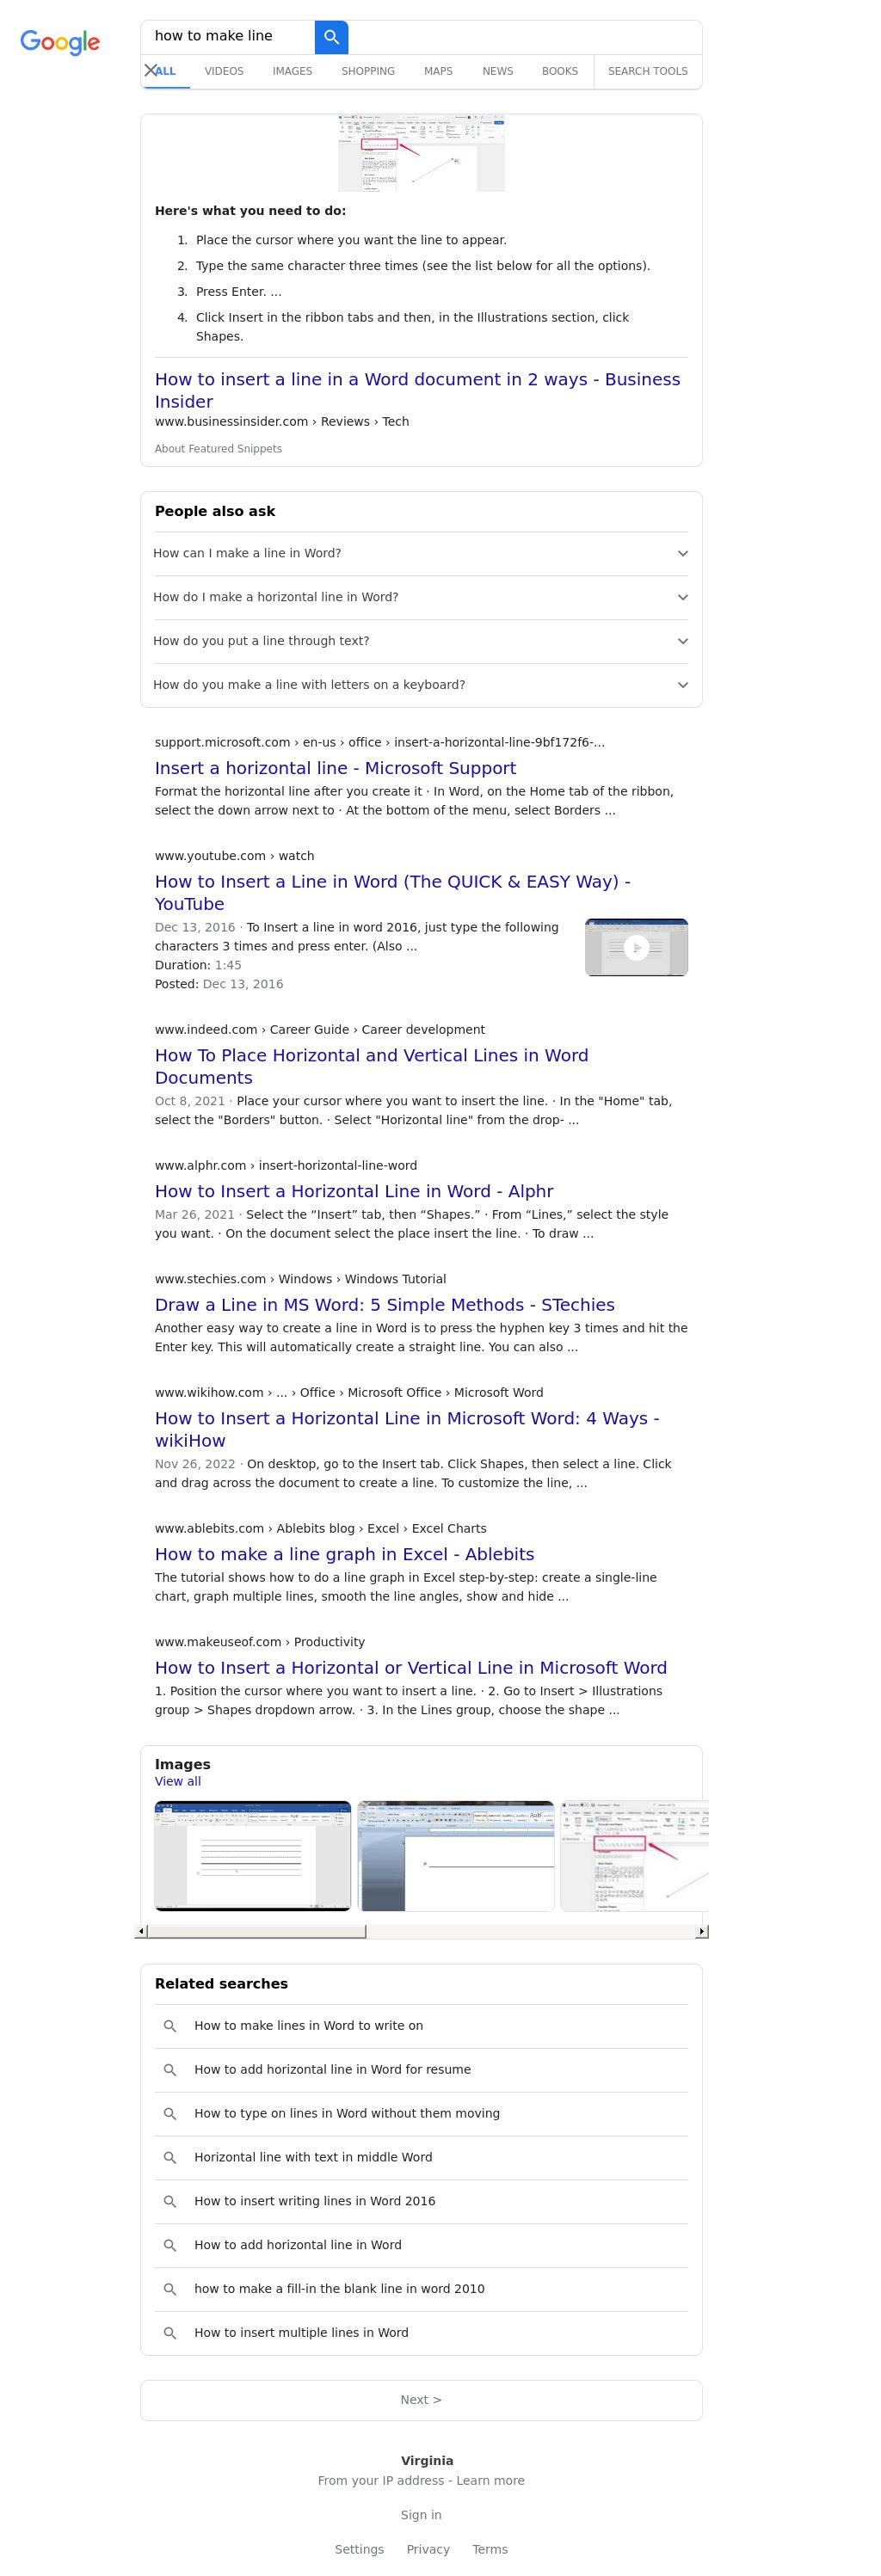 Google
how to make line
ALL VIDEOS IMAGES SHOPPING MAPS NEWS BOOKS SEARCH TOOLS
Here's what you need to do:
1. Place the cursor where you want the line to appear.
2. Type the same character three times (see the list below for all the options).
3. Press Enter. ...
4. Click Insert in the ribbon tabs and then, in the Illustrations section, click
Shapes.
How to insert a line in a Word document in 2 ways - Business
Insider
www.businessinsider.com › Reviews › Tech
About Featured Snippets
People also ask
How can I make a line in Word?
How do I make a horizontal line in Word?
How do you put a line through text?
How do you make a line with letters on a keyboard?
support.microsoft.com › en-us › office › insert-a-horizontal-line-9bf172f6-...
Insert a horizontal line - Microsoft Support
Format the horizontal line after you create it · In Word, on the Home tab of the ribbon,
select the down arrow next to · At the bottom of the menu, select Borders ...
www.youtube.com › watch
How to Insert a Line in Word (The QUICK & EASY Way) -
YouTube
Dec 13, 2016 · To Insert a line in word 2016, just type the following
characters 3 times and press enter. (Also ...
Duration: 1:45
Posted: Dec 13, 2016
www.indeed.com › Career Guide › Career development
How To Place Horizontal and Vertical Lines in Word
Documents
Oct 8, 2021 · Place your cursor where you want to insert the line. · In the "Home" tab,
select the "Borders" button. · Select "Horizontal line" from the drop- ...
www.alphr.com › insert-horizontal-line-word
How to Insert a Horizontal Line in Word - Alphr
Mar 26, 2021 · Select the “Insert” tab, then “Shapes.” · From “Lines,” select the style
you want. · On the document select the place insert the line. · To draw ...
www.stechies.com › Windows › Windows Tutorial
Draw a Line in MS Word: 5 Simple Methods - STechies
Another easy way to create a line in Word is to press the hyphen key 3 times and hit the
Enter key. This will automatically create a straight line. You can also ...
www.wikihow.com › ... › Office › Microsoft Office › Microsoft Word
How to Insert a Horizontal Line in Microsoft Word: 4 Ways -
wikiHow
Nov 26, 2022 · On desktop, go to the Insert tab. Click Shapes, then select a line. Click
and drag across the document to create a line. To customize the line, ...
www.ablebits.com › Ablebits blog › Excel › Excel Charts
How to make a line graph in Excel - Ablebits
The tutorial shows how to do a line graph in Excel step-by-step: create a single-line
chart, graph multiple lines, smooth the line angles, show and hide ...
www.makeuseof.com › Productivity
How to Insert a Horizontal or Vertical Line in Microsoft Word
1. Position the cursor where you want to insert a line. · 2. Go to Insert > Illustrations
group > Shapes dropdown arrow. · 3. In the Lines group, choose the shape ...
Images
View all
Related searches
How to make lines in Word to write on
How to add horizontal line in Word for resume
How to type on lines in Word without them moving
Horizontal line with text in middle Word
How to insert writing lines in Word 2016
How to add horizontal line in Word
how to make a fill-in the blank line in word 2010
How to insert multiple lines in Word
Next >
Virginia
From your IP address - Learn more
Sign in
Settings Privacy Terms